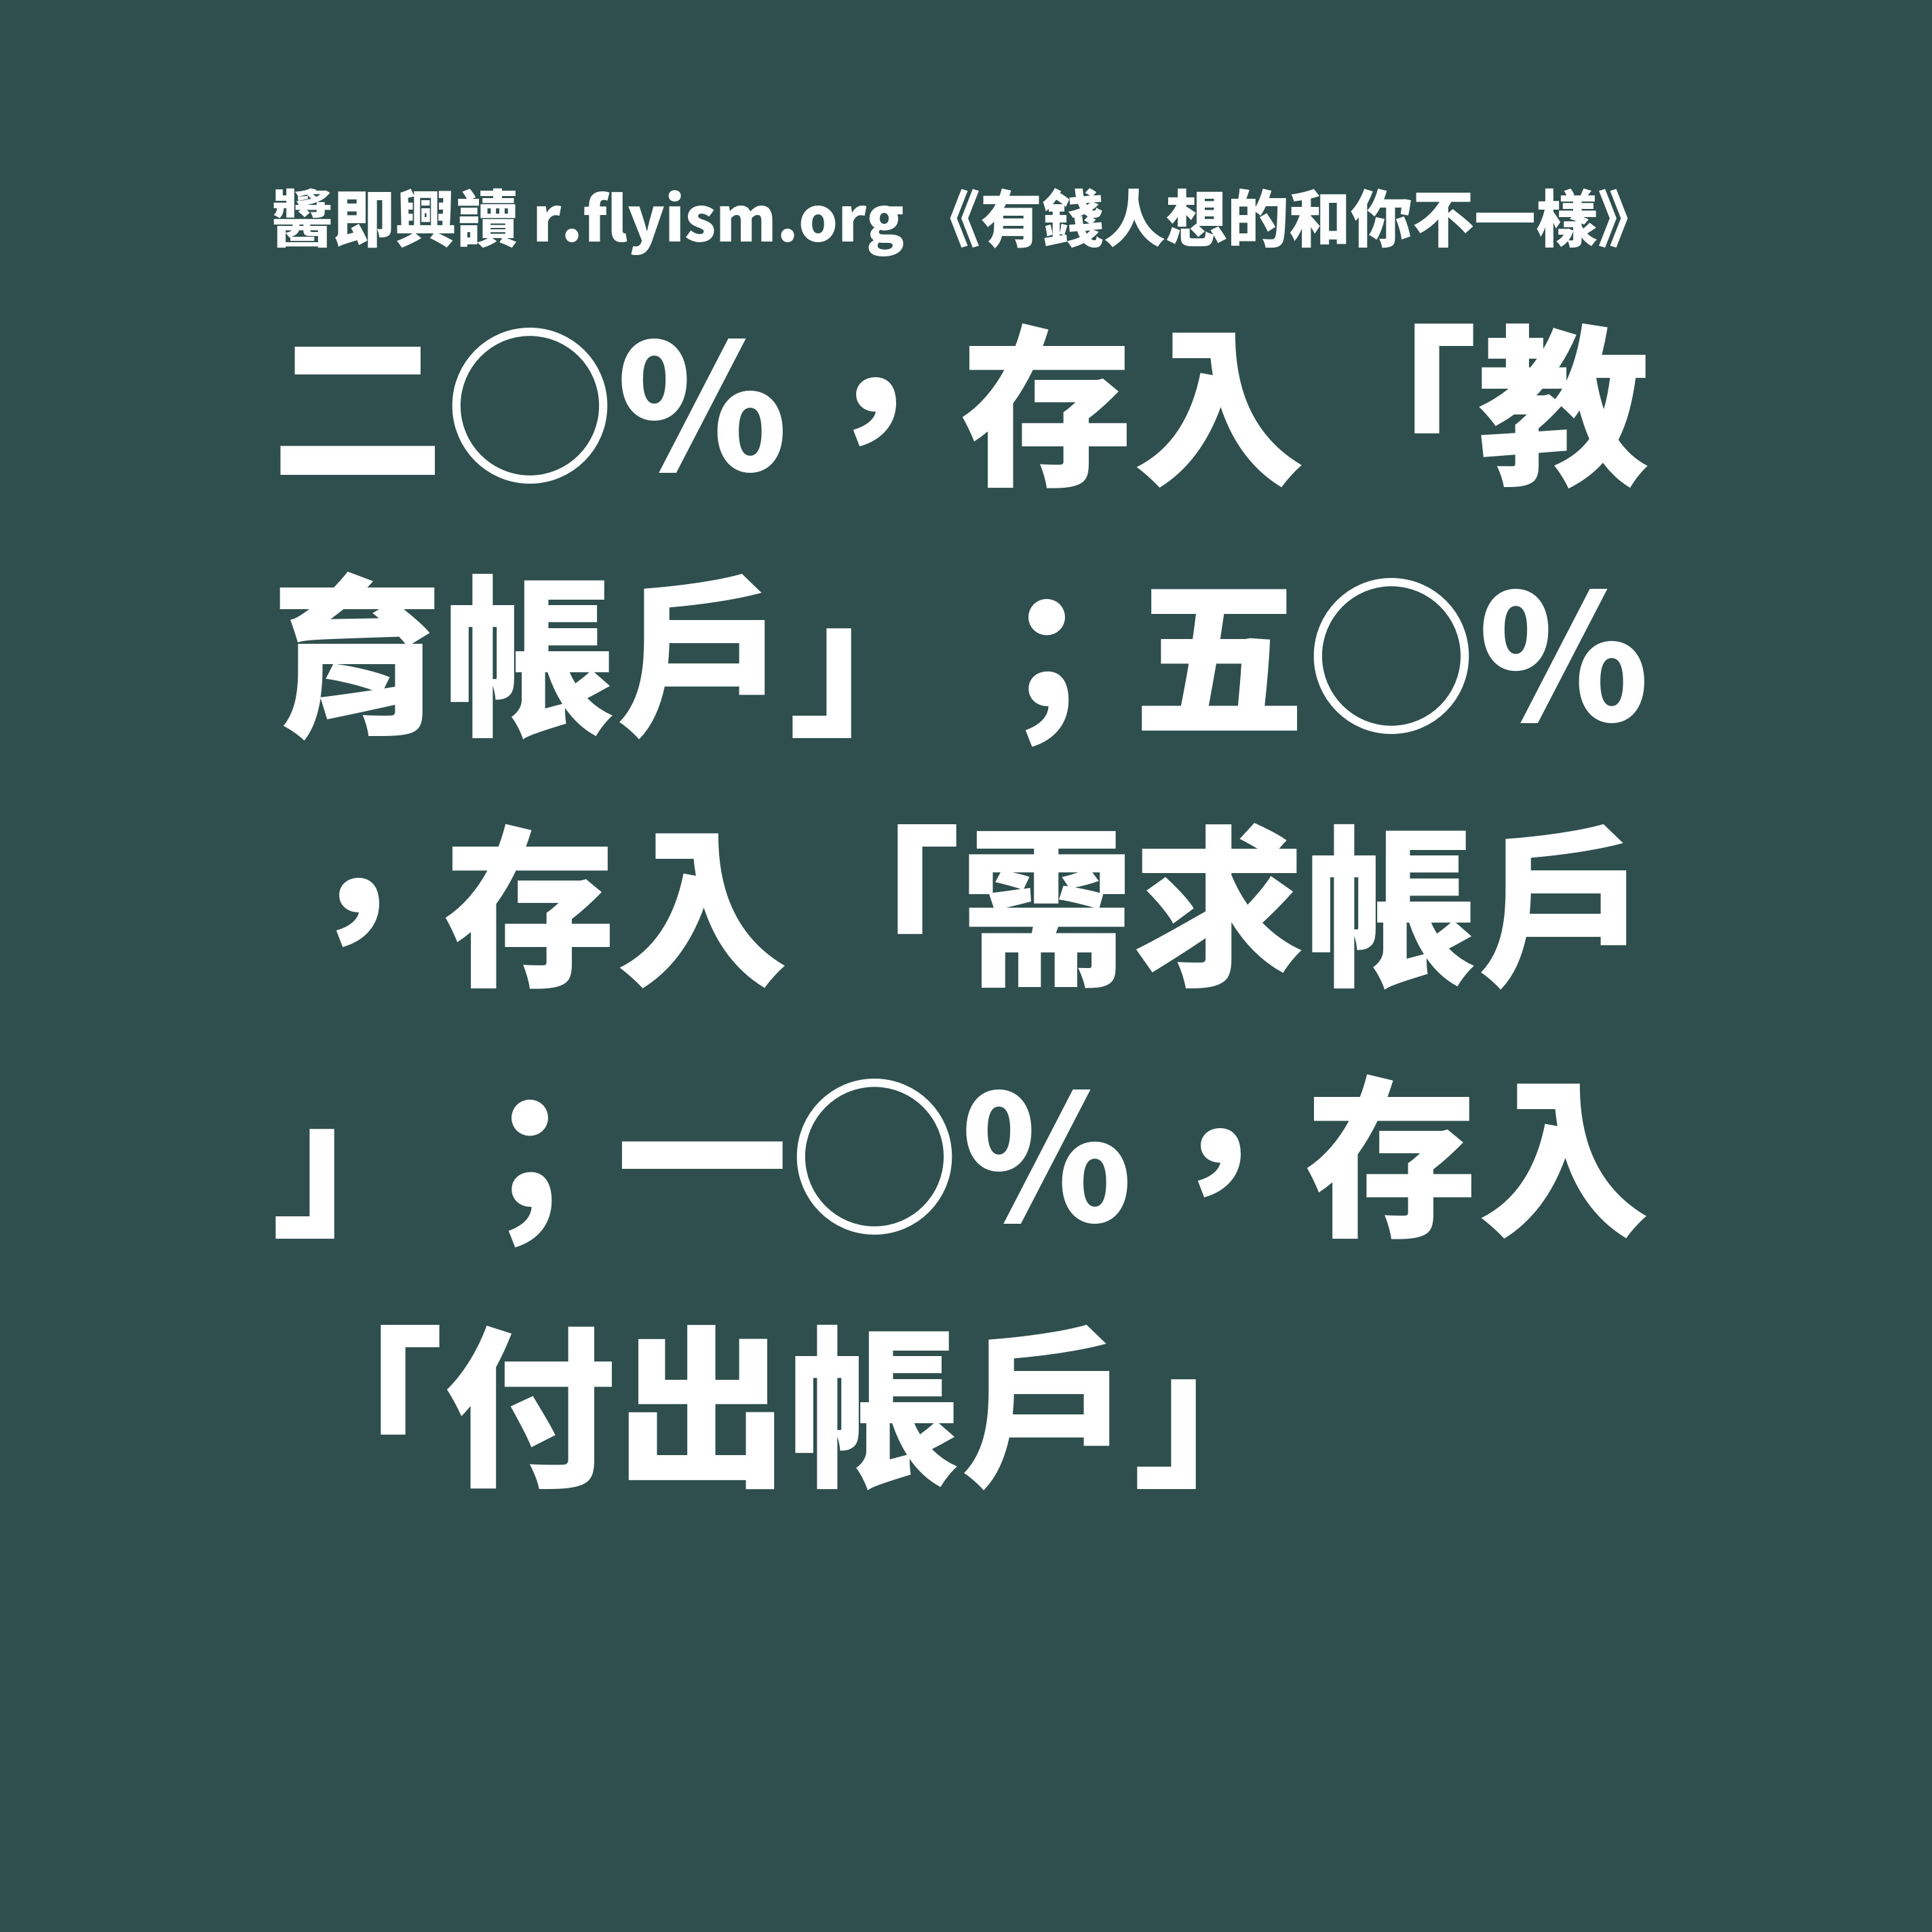 翻即興讀 r.flyism.org 《有錢人想的和你不一樣》
二〇%，存入「教
育帳戶」；五〇%
，存入「需求帳戶
」；一〇%，存入
「付出帳戶」